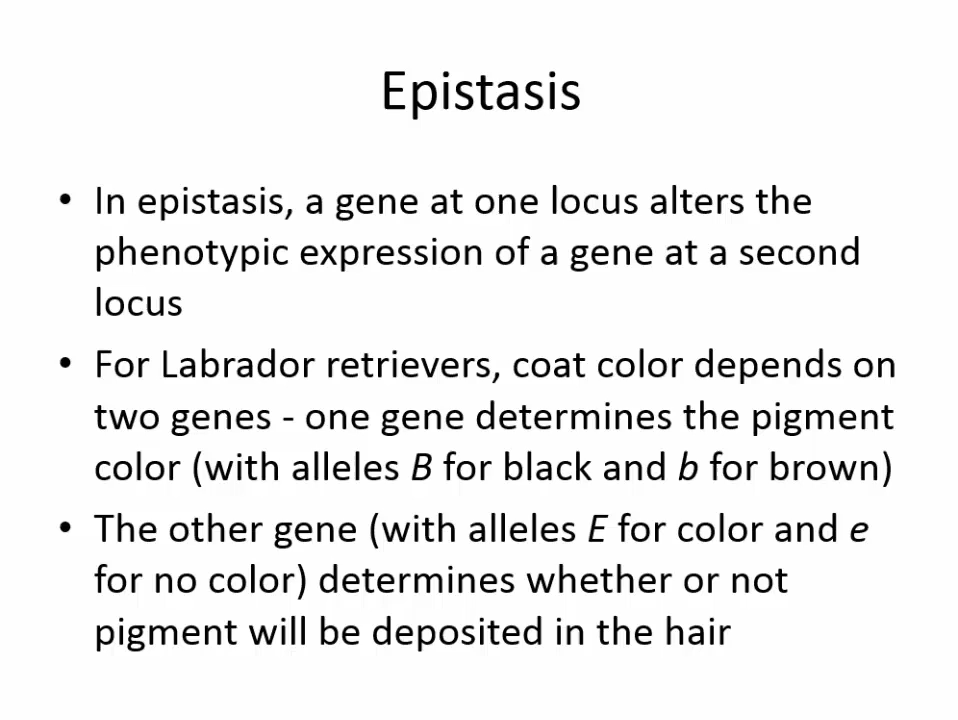 Epistasis
• In epistasis, a gene at one locus alters the
phenotypic expression of a gene at a second
locus
• For Labrador retrievers, coat color depends on
two genes - one gene determines the pigment
color (with alleles B for black and b for brown)
• The other gene (with alleles E for color and e
for no color) determines whether or not
pigment will be deposited in the hair